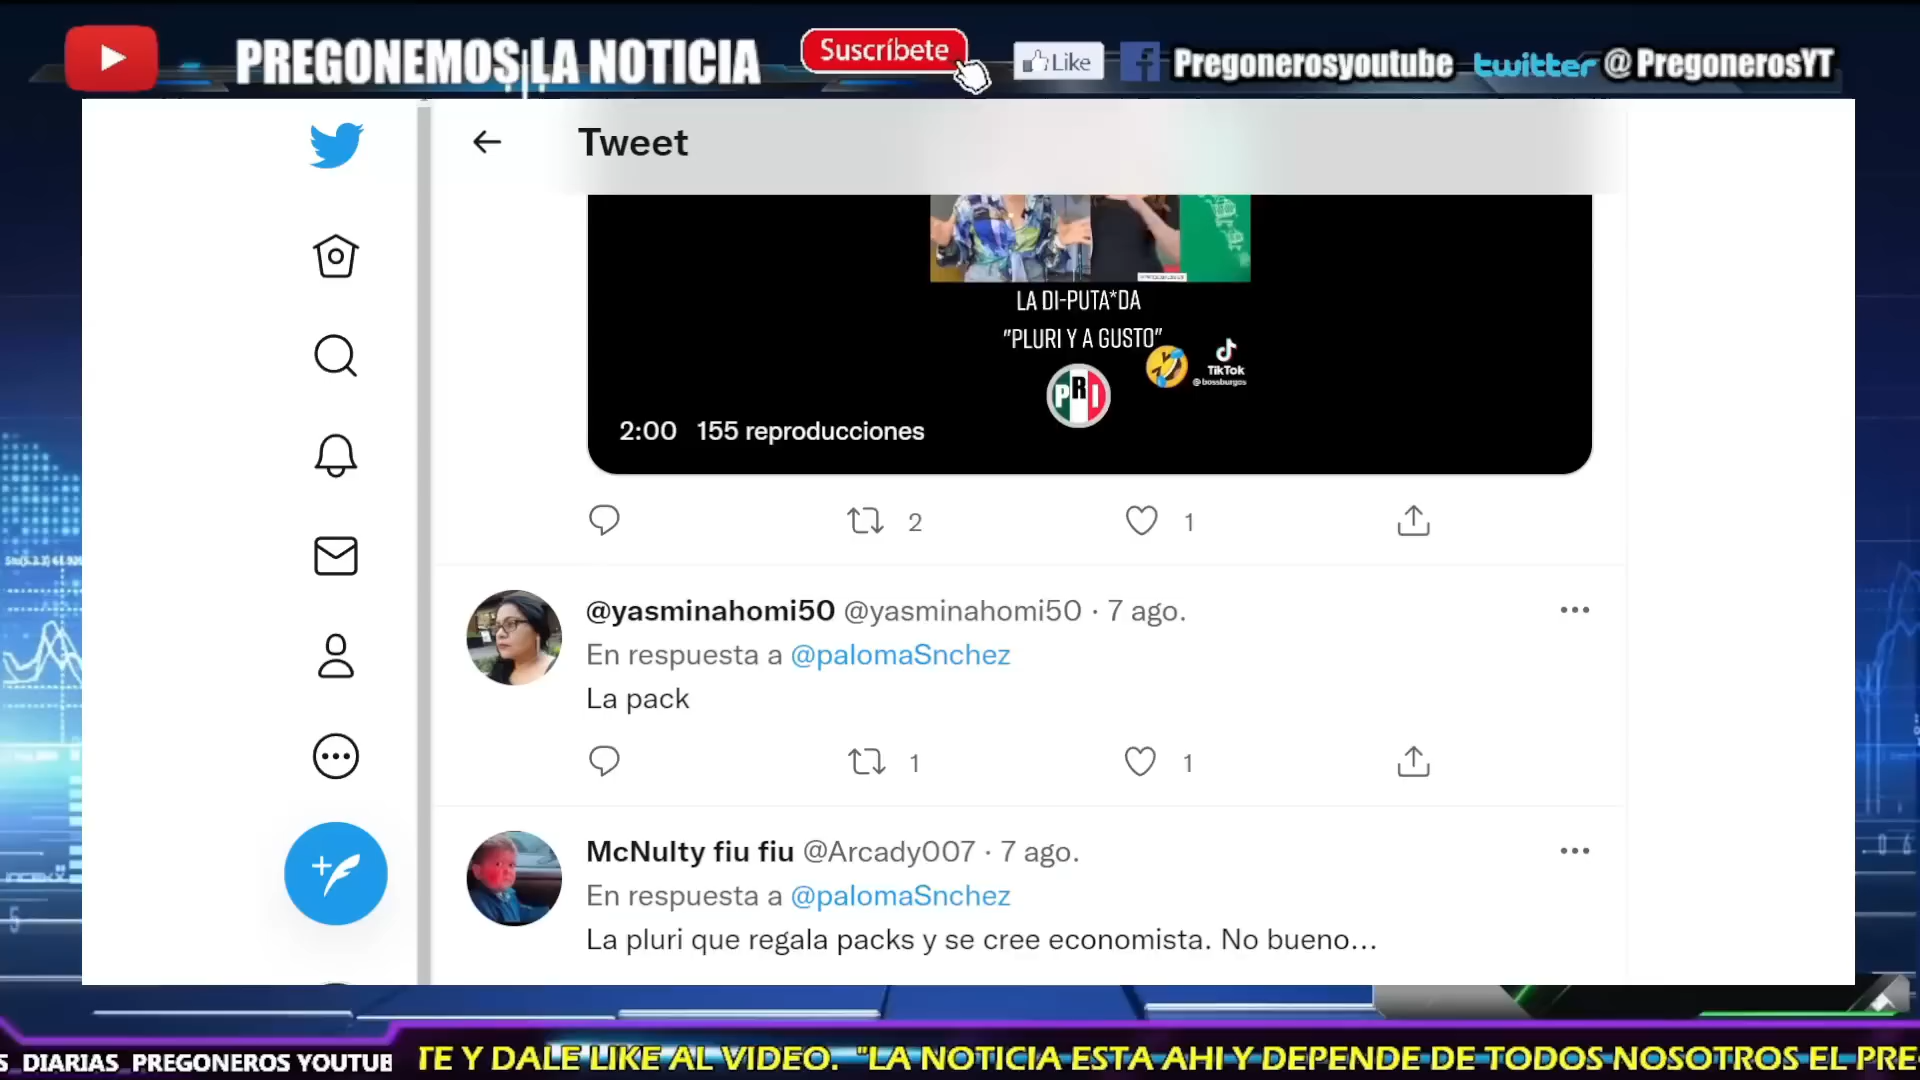 PREGONEMOS LA NOTICIA
Suscríbete
Like
Pregonerosyoutube
twitter @PregonerosYT
Tweet
LA DI-PUTA*DA
"PLURI Y A GUSTO"
TikTok
@bossburgos
PRI
2:00 155 reproducciones
2
1
@yasminahomi50 @yasminahomi50 · 7 ago.
En respuesta a @palomaSnchez
La pack
1
1
McNulty fiu fiu @Arcady007 · 7 ago.
En respuesta a @palomaSnchez
La pluri que regala packs y se cree economista. No bueno...
S DIARIAS PREGONEROS YOUTUB
TE Y DALE LIKE AL VIDEO. "LA NOTICIA ESTA AHI Y DEPENDE DE TODOS NOSOTROS EL PRE